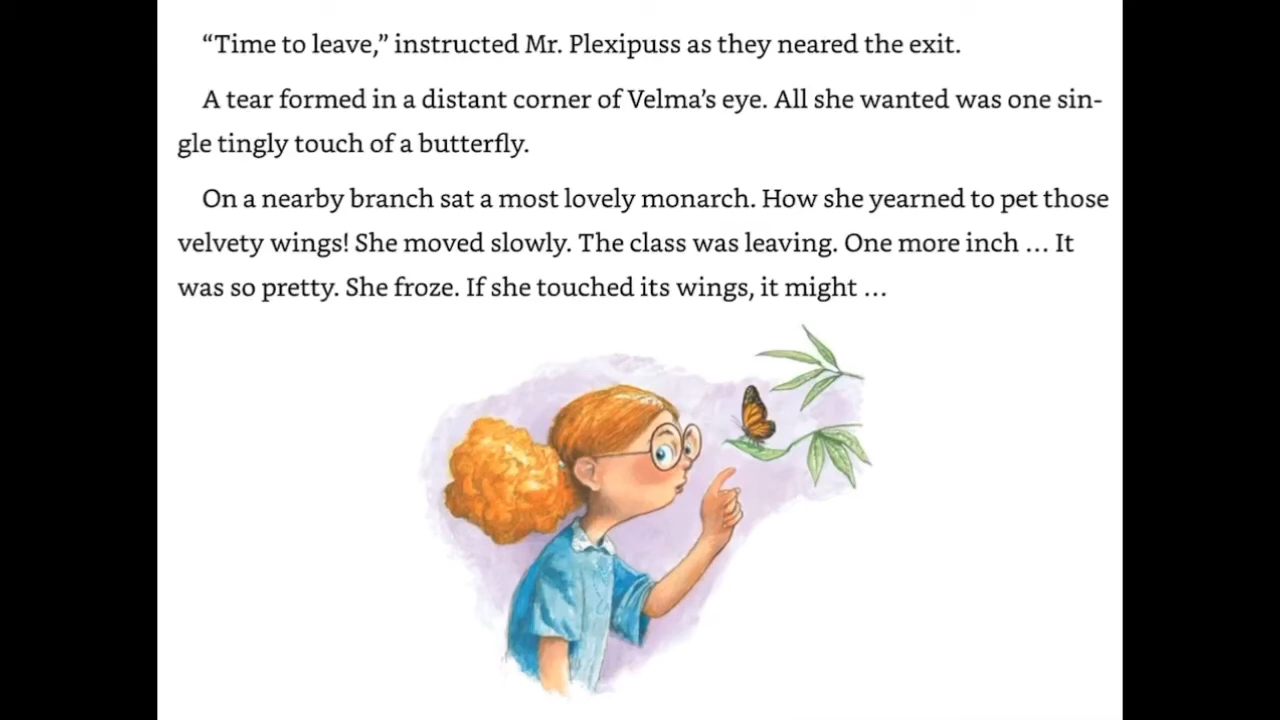 “Time to leave,” instructed Mr. Plexipuss as they neared the exit.
A tear formed in a distant corner of Velma’s eye. All she wanted was one sin-
gle tingly touch of a butterfly.
On a nearby branch sat a most lovely monarch. How she yearned to pet those
velvety wings! She moved slowly. The class was leaving. One more inch … It
was so pretty. She froze. If she touched its wings, it might …